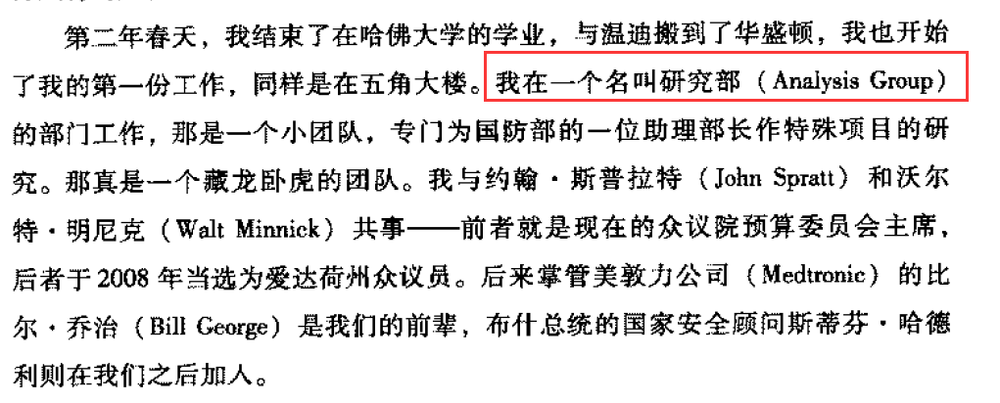 第二年春天，我结束了在哈佛大学的学业，与温迪搬到了华盛顿，我也开始
了我的第一份工作，同样是在五角大楼。我在一个名叫研究部（Analysis Group）
的部门工作，那是一个小团队，专门为国防部的一位助理部长作特殊项目的研
究。那真是一个藏龙卧虎的团队。我与约翰·斯普拉特（John Spratt）和沃尔
特·明尼克（Walt Minnick）共事——前者就是现在的众议院预算委员会主席，
后者于2008年当选为爱达荷州众议员。后来掌管美敦力公司（Medtronic）的比
尔·乔治（Bill George）是我们的前辈，布什总统的国家安全顾问斯蒂芬·哈德
利则在我们之后加人。